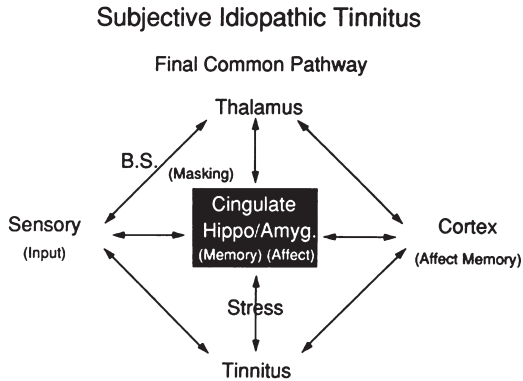 Subjective Idiopathic Tinnitus
Final Common Pathway
Thalamus
B.S.
(Masking)
Cingulate
Hippo/Amyg.
(Memory) (Affect)
Sensory
(Input)
Cortex
(Affect Memory)
Stress
Tinnitus